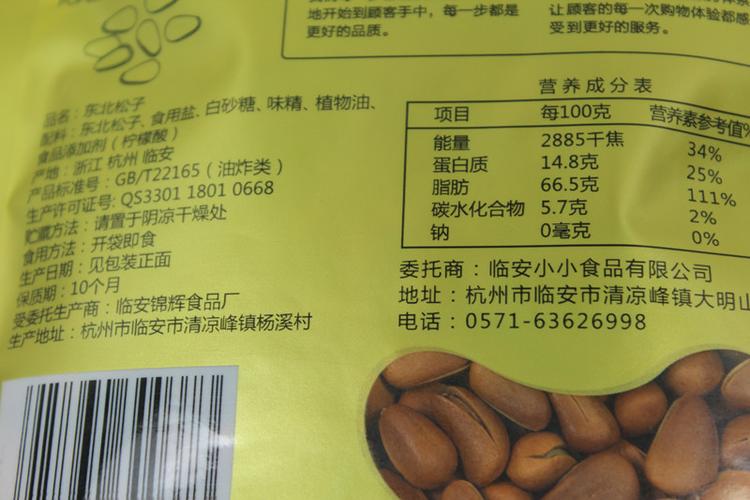 地开始到顾客手中，每一步都是
更好的品质。
让顾客的每一次购物体验都感
受到更好的服务。
品名：东北松子
配料：东北松子、食用盐、白砂糖、味精、植物油、
食品添加剂（柠檬酸）
产地：浙江 杭州 临安
产品标准号：GB/T22165（油炸类）
生产许可证号: QS3301 1801 0668
贮藏方法：请置于阴凉干燥处
食用方法：开袋即食
生产日期：见包装正面
保质期：10个月
受委托生产商：临安锦辉食品厂
生产地址：杭州市临安市清凉峰镇杨溪村
营养成分表
项目 每100克 营养素参考值%
能量 2885千焦 34%
蛋白质 14.8克 25%
脂肪 66.5克 111%
碳水化合物 5.7克 2%
钠 0毫克 0%
委托商：临安小小食品有限公司
地址：杭州市临安市清凉峰镇大明山
电话：0571-63626998